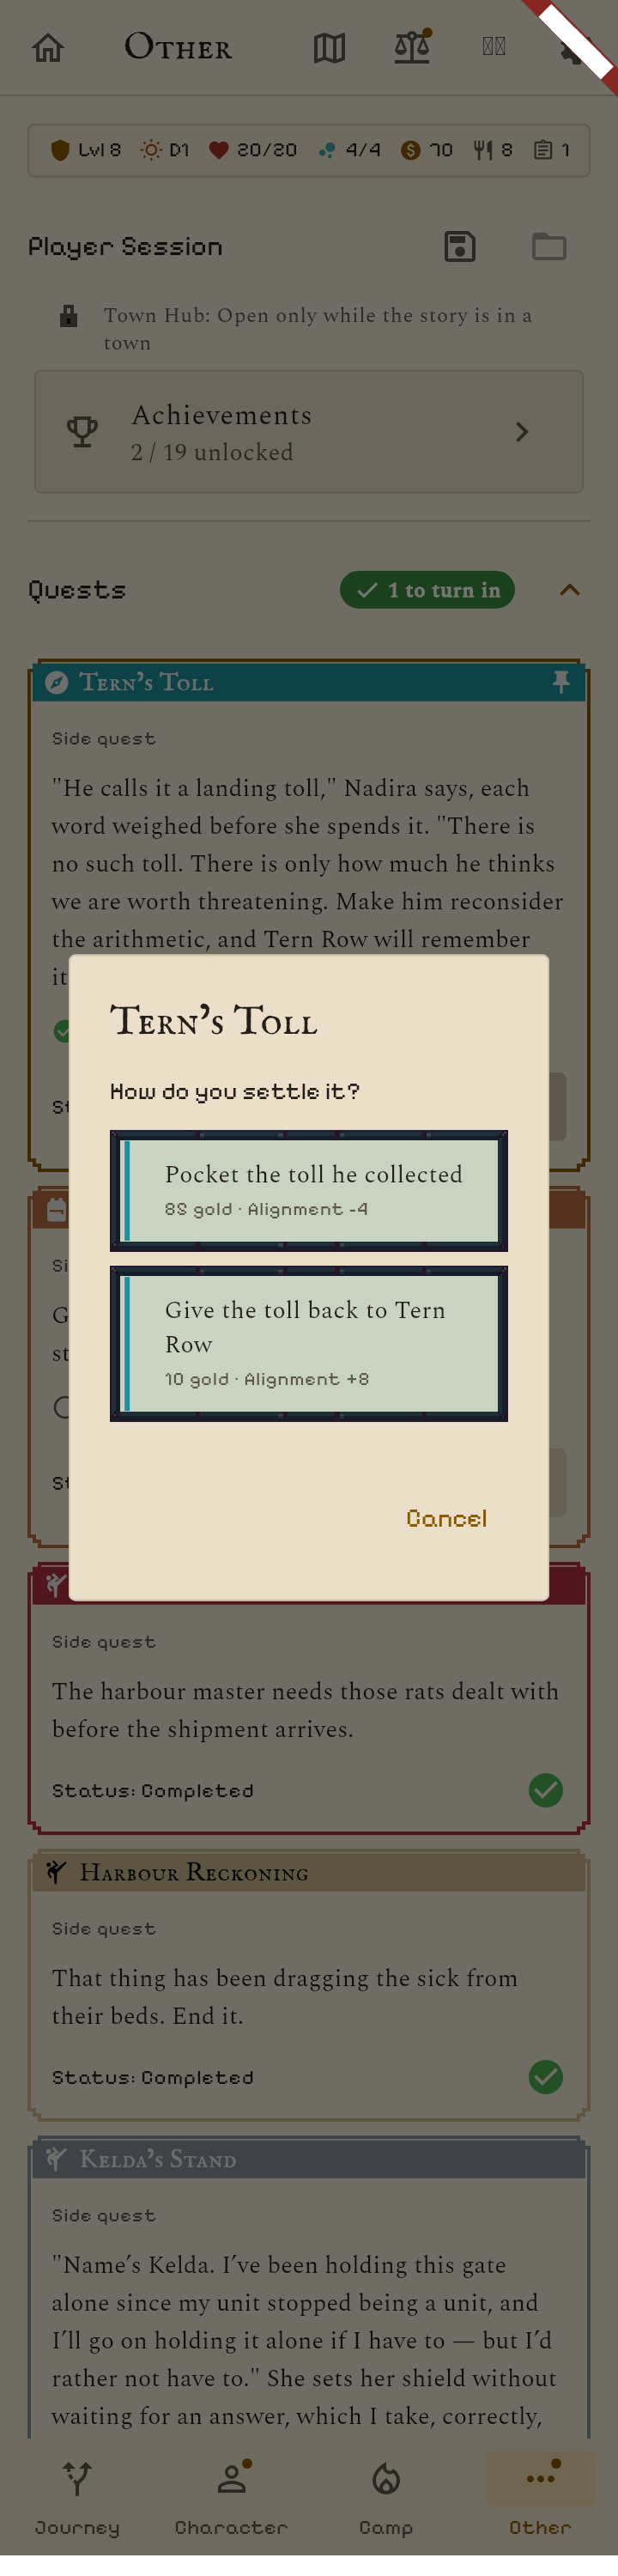 Other
Lvl 8 D1 20/20 4/4 70 8 1
Player Session
Town Hub: Open only while the story is in a
town
Achievements
2 / 19 unlocked
Quests
1 to turn in
Tern's Toll
Side quest
"He calls it a landing toll," Nadira says, each
word weighed before she spends it. "There is
no such toll. There is only how much he thinks
we are worth threatening. Make him reconsider
the arithmetic, and Tern Row will remember
it
Tern's Toll
How do you settle it?
Pocket the toll he collected
gold · Alignment -4
Give the toll back to Tern
Row
10 gold · Alignment +8
Cancel
Side quest
The harbour master needs those rats dealt with
before the shipment arrives.
Status: Completed
Harbour Reckoning
Side quest
That thing has been dragging the sick from
their beds. End it.
Status: Completed
Kelda's Stand
Side quest
"Name's Kelda. I've been holding this gate
alone since my unit stopped being a unit, and
I'll go on holding it alone if I have to — but I'd
rather not have to." She sets her shield without
waiting for an answer, which I take, correctly,
Journey
Character
Camp
Other